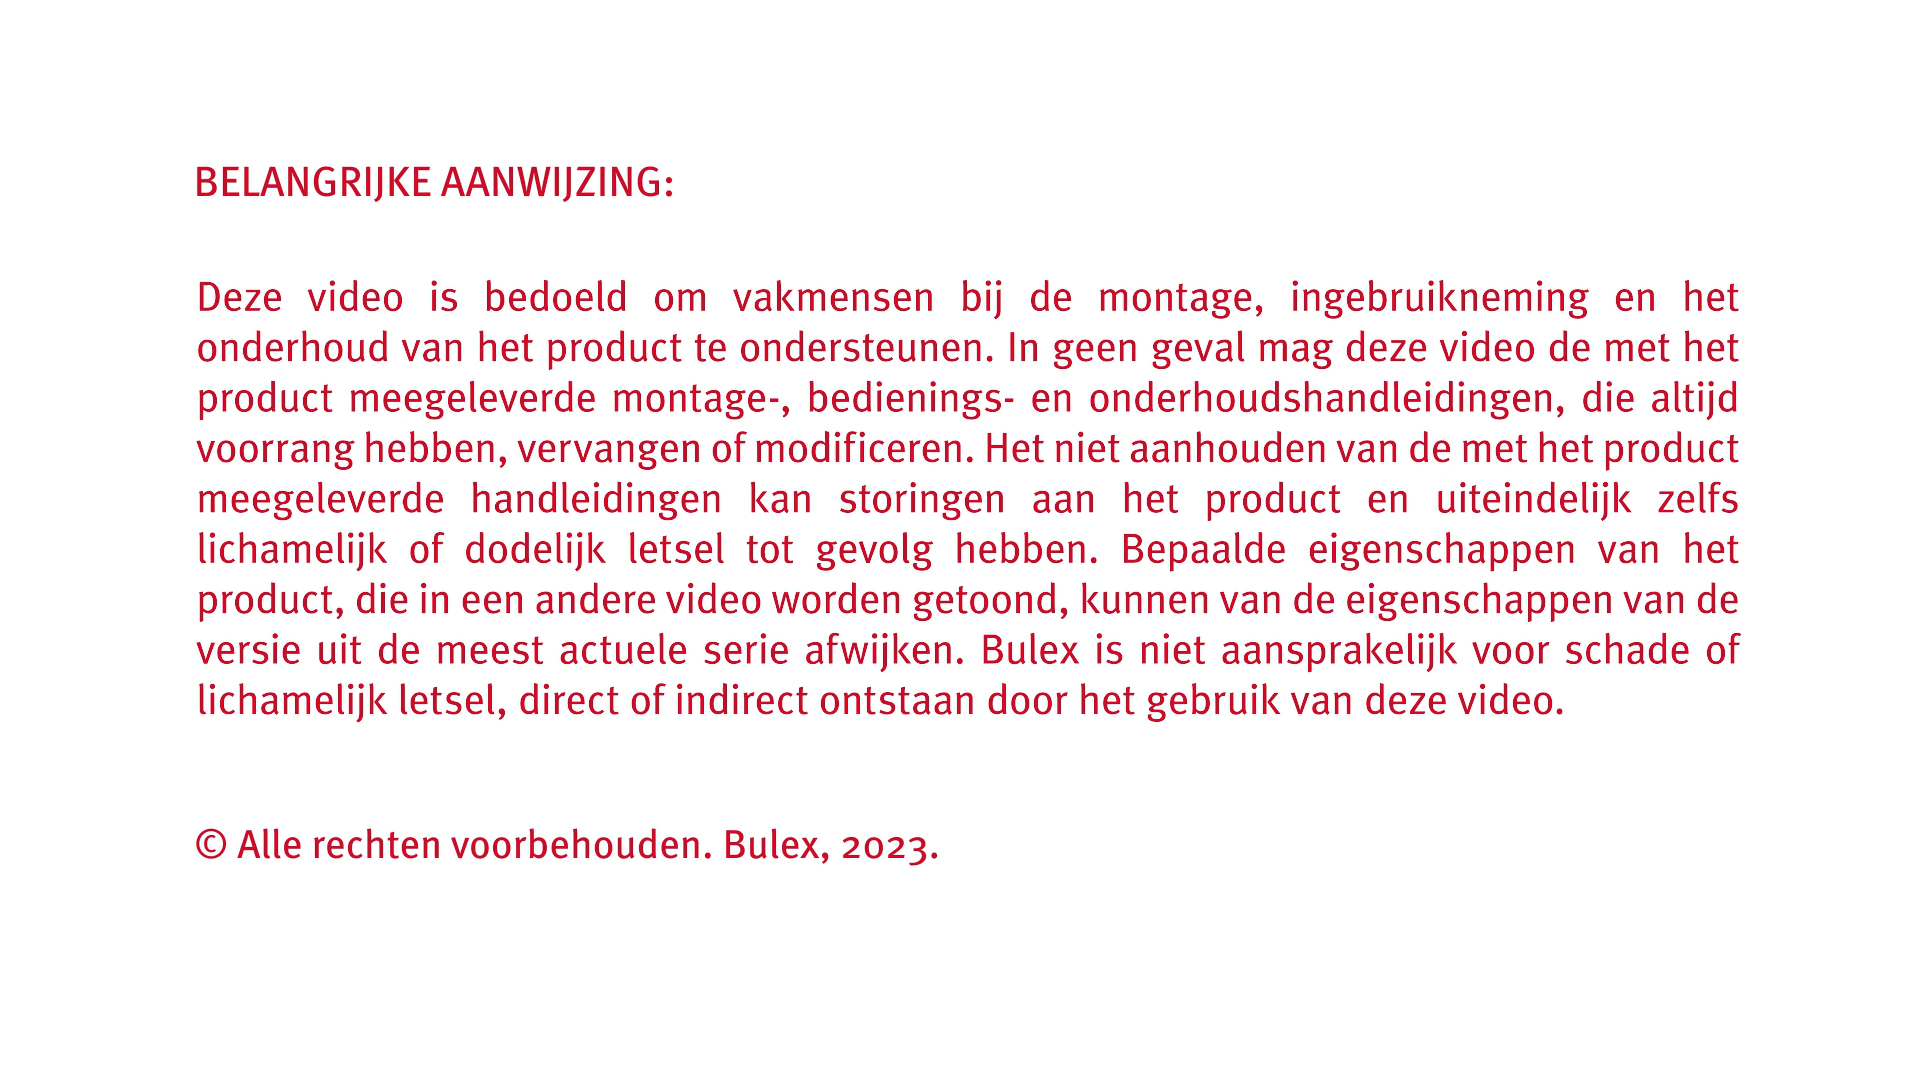 BELANGRIJKE AANWIJZING:
Deze video is bedoeld om vakmensen bij de montage, ingebruikneming en het
onderhoud van het product te ondersteunen. In geen geval mag deze video de met het
product meegeleverde montage-, bedienings- en onderhoudshandleidingen, die altijd
voorrang hebben, vervangen of modificeren. Het niet aanhouden van de met het product
meegeleverde handleidingen kan storingen aan het product en uiteindelijk zelfs
lichamelijk of dodelijk letsel tot gevolg hebben. Bepaalde eigenschappen van het
product, die in een andere video worden getoond, kunnen van de eigenschappen van de
versie uit de meest actuele serie afwijken. Bulex is niet aansprakelijk voor schade of
lichamelijk letsel, direct of indirect ontstaan door het gebruik van deze video.
© Alle rechten voorbehouden. Bulex, 2023.